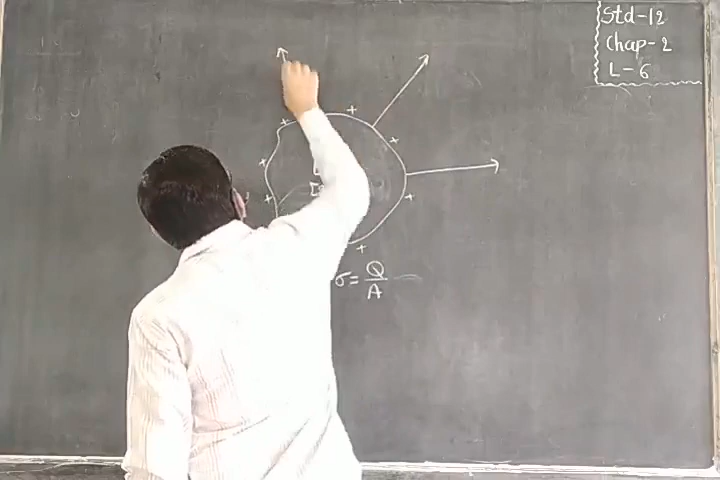 Std-12
Chap-2
L-6
+
+
+
+
+
+
+
σ = Q/A